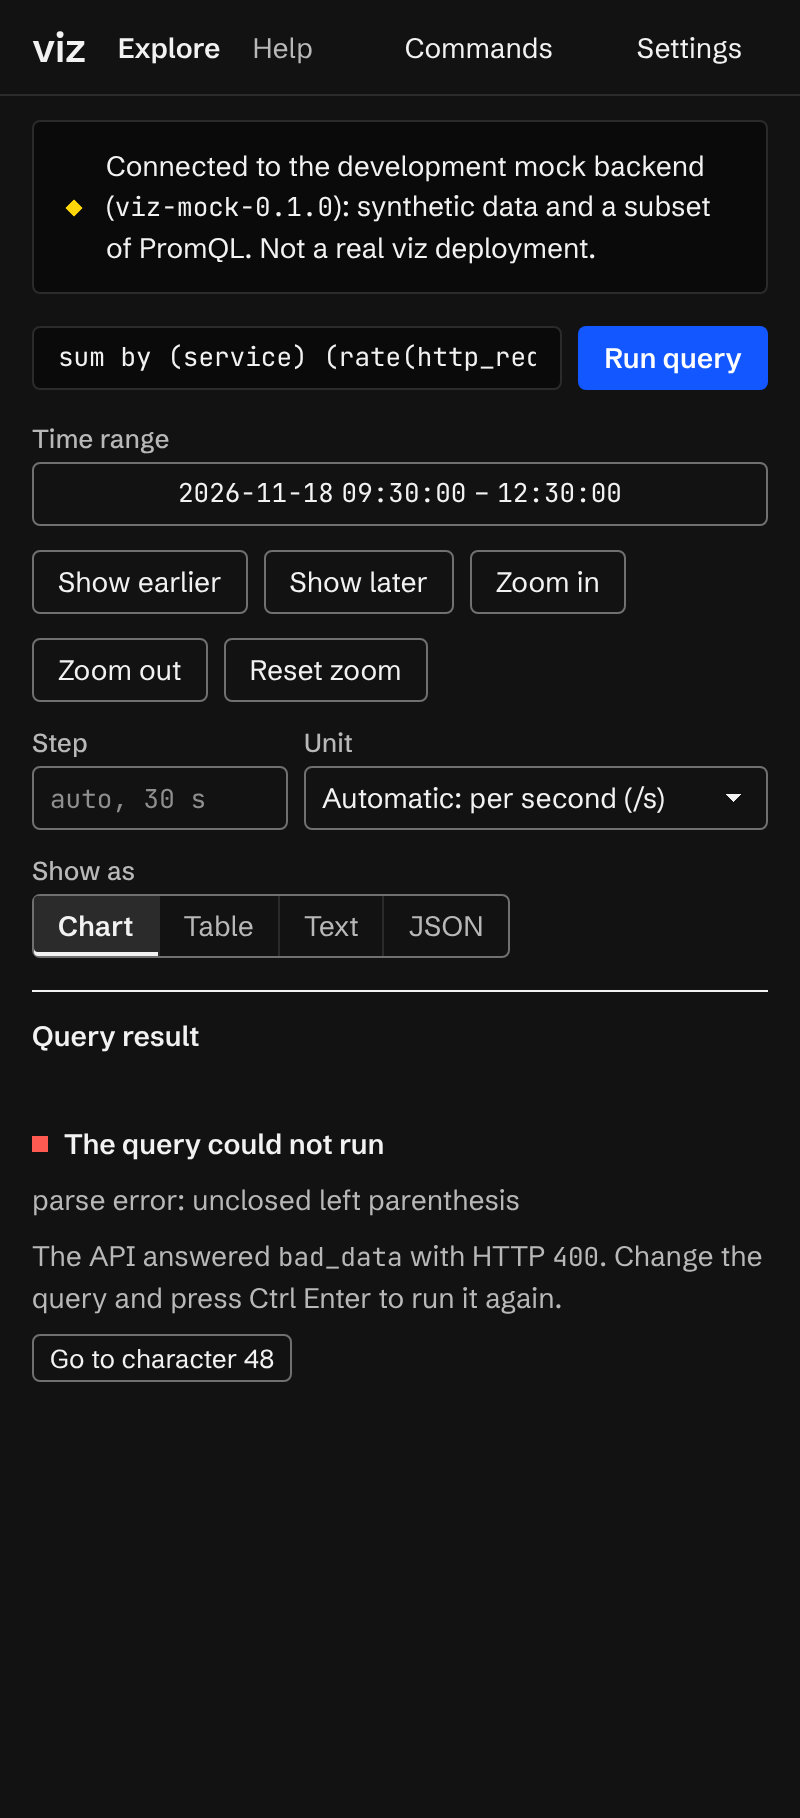 viz Explore Help Commands Settings
Connected to the development mock backend
(viz-mock-0.1.0): synthetic data and a subset
of PromQL. Not a real viz deployment.
sum by (service) (rate(http_rec Run query
Time range
2026-11-18 09:30:00 – 12:30:00
Show earlier Show later Zoom in
Zoom out Reset zoom
Step Unit
auto, 30 s Automatic: per second (/s)
Show as
Chart Table Text JSON
Query result
The query could not run
parse error: unclosed left parenthesis
The API answered bad_data with HTTP 400. Change the
query and press Ctrl Enter to run it again.
Go to character 48